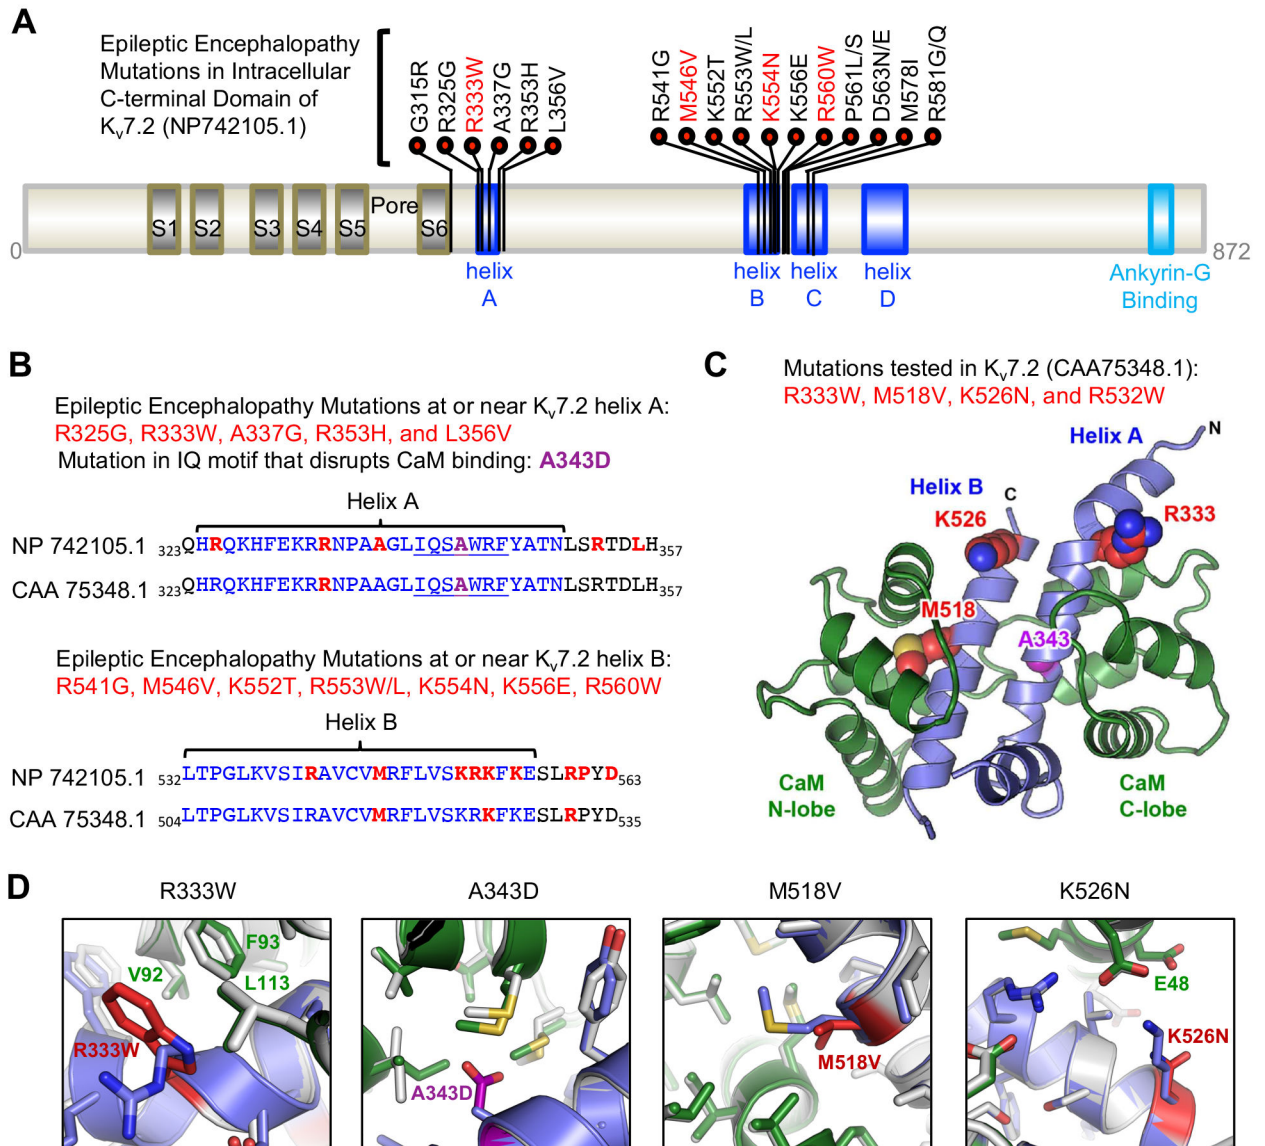 A
Epileptic Encephalopathy
Mutations in Intracellular
C-terminal Domain of
Kv7.2 (NP742105.1)
G315R
R325G
R333W
A337G
R353H
L356V
R541G
M546V
K552T
R553W/L
K554N
K556E
R560W
P561L/S
D563N/E
M578I
R581G/Q
S1
S2
S3
S4
S5
Pore
S6
0
872
helix
A
helix
B
helix
C
helix
D
Ankyrin-G
Binding
B
Epileptic Encephalopathy Mutations at or near Kv7.2 helix A:
R325G, R333W, A337G, R353H, and L356V
Mutation in IQ motif that disrupts CaM binding: A343D
Helix A
NP 742105.1 323QHRQKHFEKRRNPAAGLIQSAWRFYATNLSRTDLH357
CAA 75348.1 323QHRQKHFEKRRNPAAGLIQSAWRFYATNLSRTDLH357
Epileptic Encephalopathy Mutations at or near Kv7.2 helix B:
R541G, M546V, K552T, R553W/L, K554N, K556E, R560W
Helix B
NP 742105.1 532LTPGLKVSIRAVCVMRFLVSKRKFKESLRPYD563
CAA 75348.1 504LTPGLKVSIRAVCVMRFLVSKRKFKESLRPYD535
C
Mutations tested in Kv7.2 (CAA75348.1):
R333W, M518V, K526N, and R532W
Helix A
N
Helix B
C
K526
R333
M518
A343
CaM
N-lobe
CaM
C-lobe
D
R333W
F93
V92
L113
R333W
A343D
A343D
M518V
M518V
K526N
E48
K526N